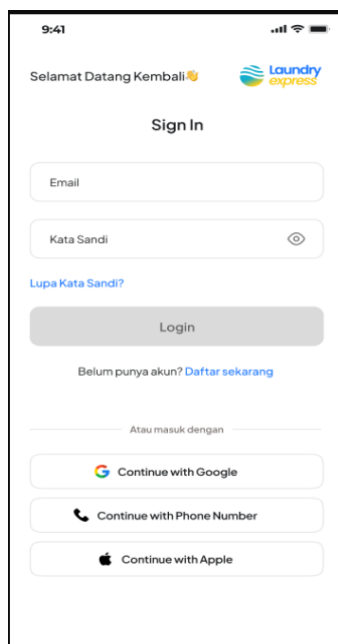 9:41
Selamat Datang Kembali👋
Laundry
express
Sign In
Email
Kata Sandi
Lupa Kata Sandi?
Login
Belum punya akun? Daftar sekarang
Atau masuk dengan
Continue with Google
Continue with Phone Number
Continue with Apple